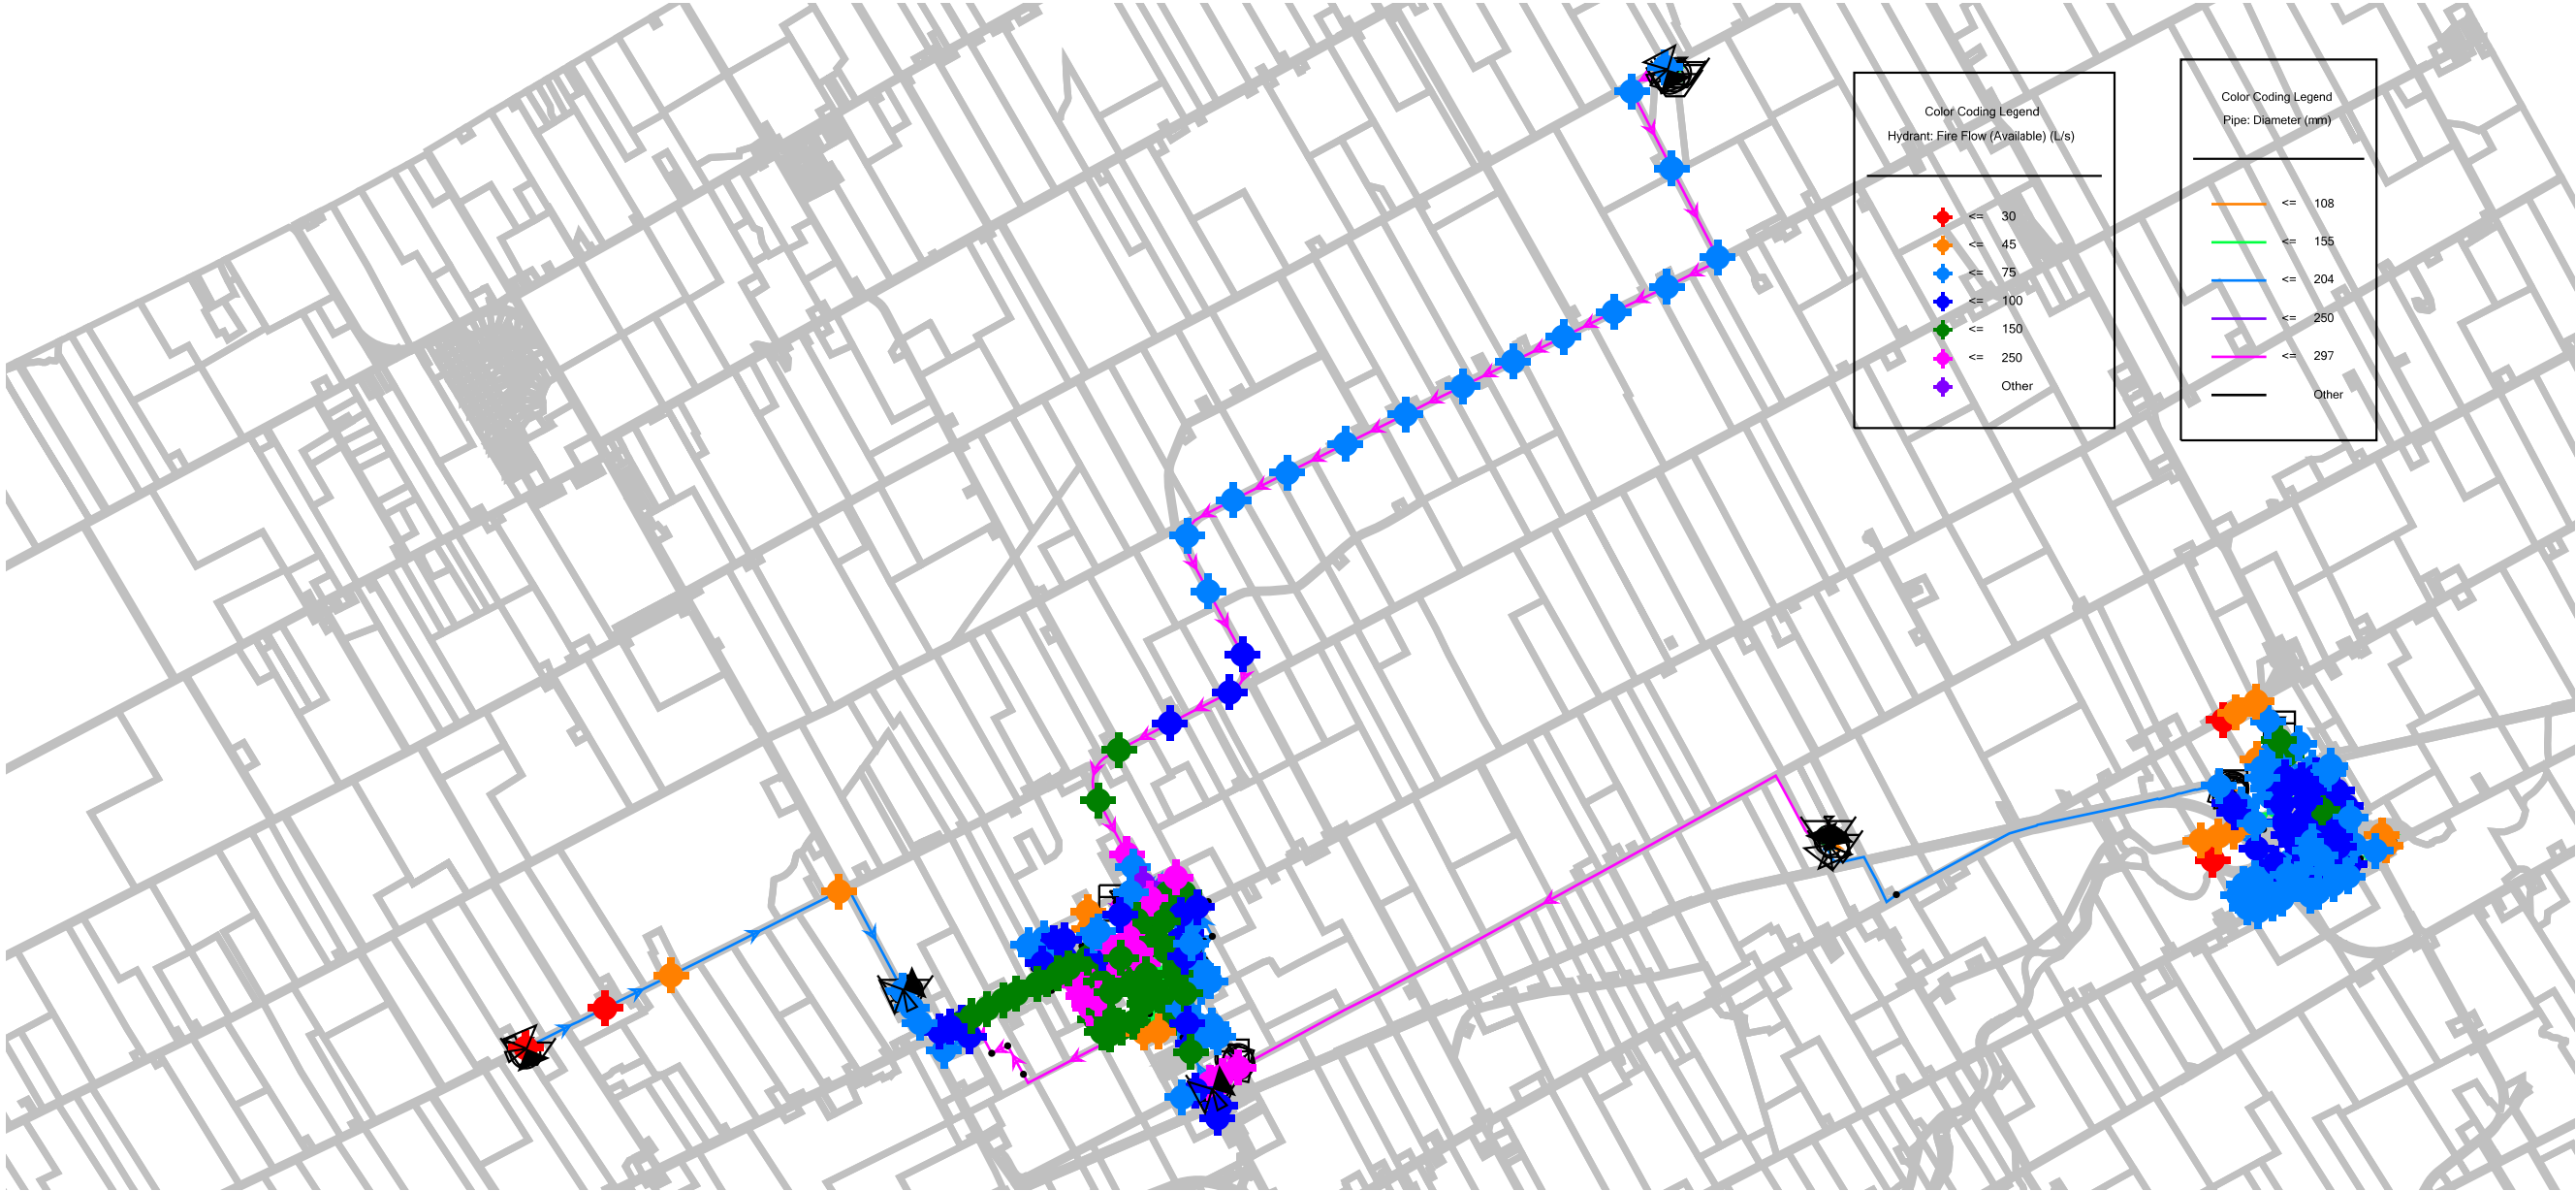 Color Coding Legend
Hydrant: Fire Flow (Available) (L/s)
<= 30
<= 45
<= 75
<= 100
<= 150
<= 250
Other
Color Coding Legend
Pipe: Diameter (mm)
<= 108
<= 155
<= 204
<= 250
<= 297
Other